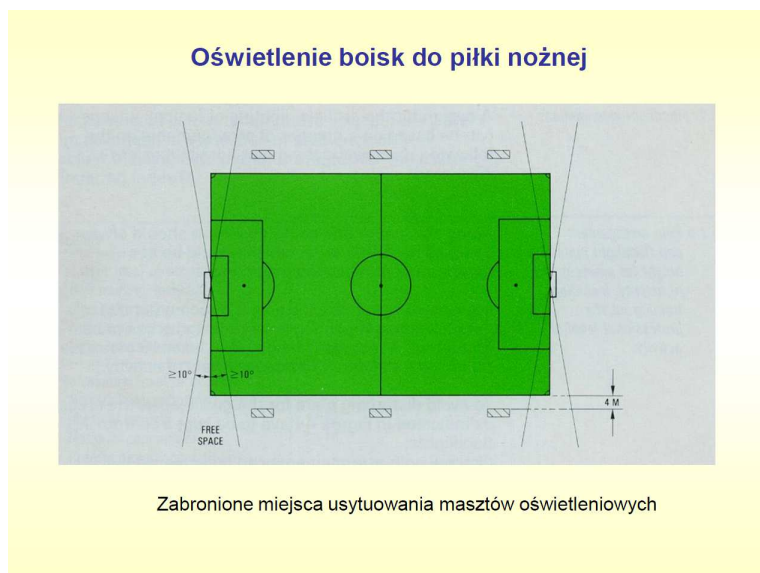 Oświetlenie boisk do piłki nożnej
≥10° ≥10°
4 M
FREE
SPACE
Zabronione miejsca usytuowania masztów oświetleniowych